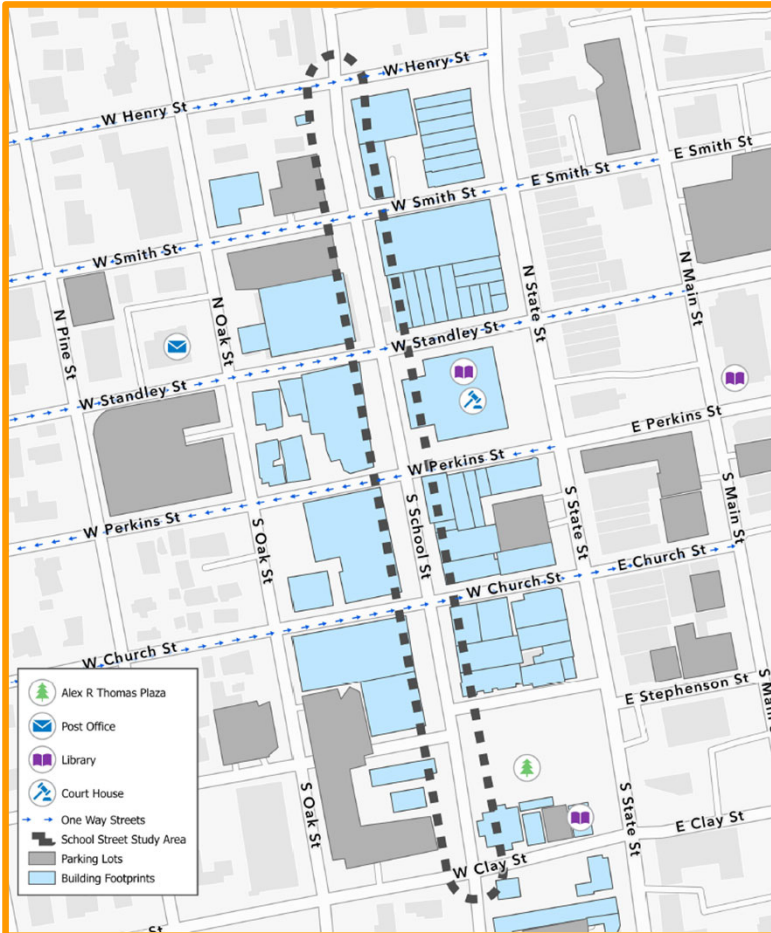 W Henry St
W Henry St
E Smith St
E Smith St
W Smith St
W Smith St
N Main St
N State St
N Oak St
N Pine St
W Standley St
W Standley St
E Perkins St
W Perkins St
W Perkins St
S Main St
S State St
S School St
S Oak St
E Church St
W Church St
W Church St
E Stephenson St
S Main St
S State St
S Oak St
E Clay St
W Clay St
St
Alex R Thomas Plaza
Post Office
Library
Court House
One Way Streets
School Street Study Area
Parking Lots
Building Footprints